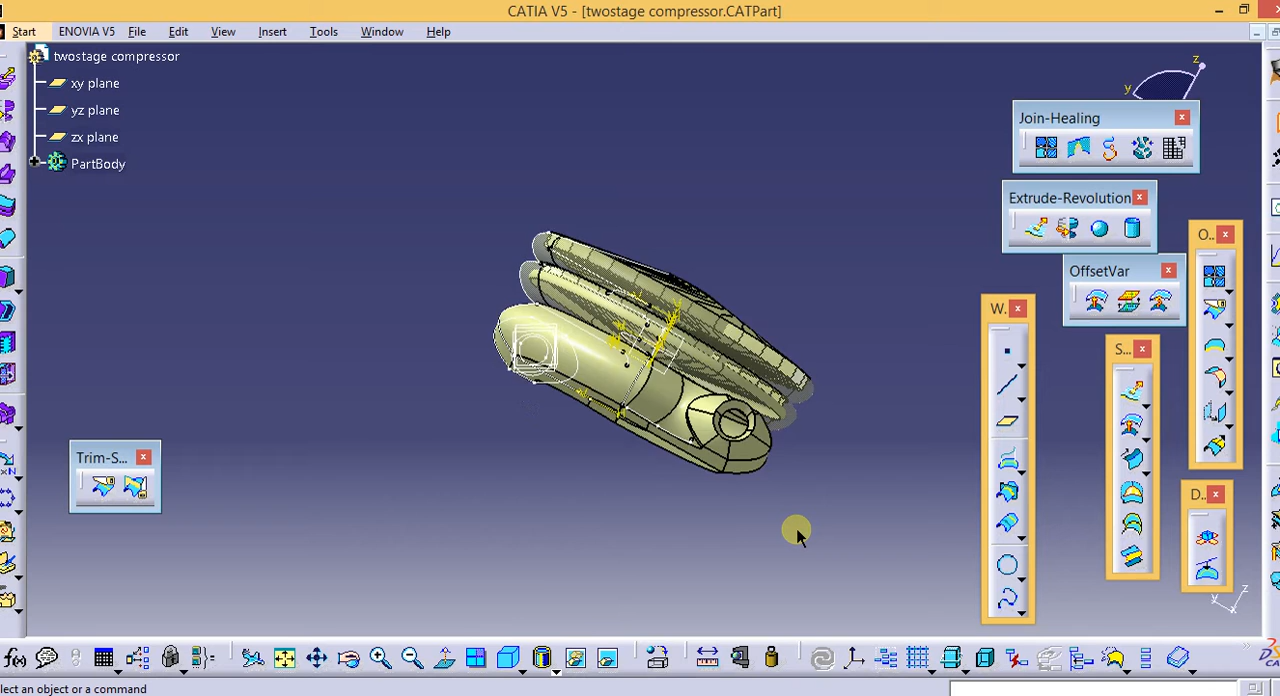 CATIA V5 - [twostage compressor.CATPart]
Start ENOVIA V5 File Edit View Insert Tools Window Help
twostage compressor
xy plane
yz plane
zx plane
PartBody
z
y
Join-Healing
Extrude-Revolution
O..
OffsetVar
W.
S...
Trim-S...
D..
z
y
f(x)
elect an object or a command